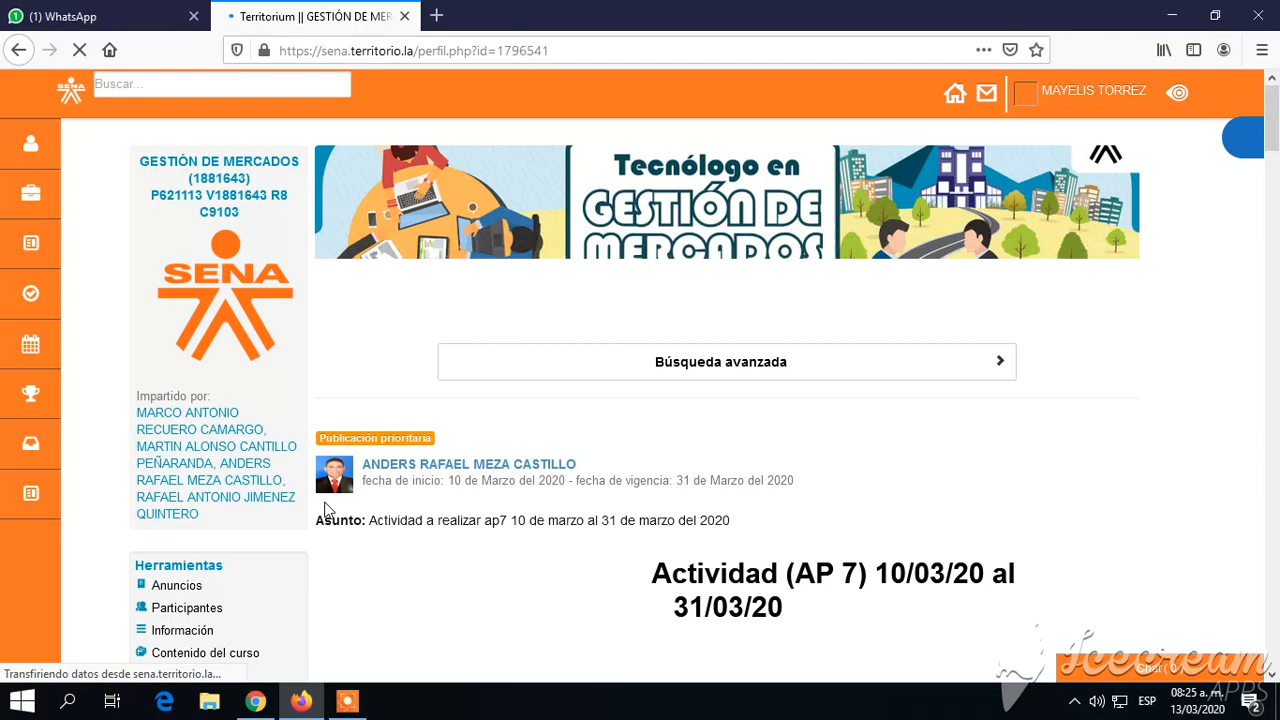 (1) WhatsApp
Territorium || GESTIÓN DE MER
https://sena.territorio.la/perfil.php?id=1796541
SENA
Buscar...
MAYELIS TORREZ
GESTIÓN DE MERCADOS
(1881643)
P621113 V1881643 R8
C9103
SENA
Impartido por:
MARCO ANTONIO
RECUERO CAMARGO,
MARTIN ALONSO CANTILLO
PEÑARANDA, ANDERS
RAFAEL MEZA CASTILLO,
RAFAEL ANTONIO JIMENEZ
QUINTERO
Herramientas
Anuncios
Participantes
Información
Contenido del curso
Tecnólogo en
GESTIÓN DE
MERCADOS
Búsqueda avanzada
Publicación prioritaria
ANDERS RAFAEL MEZA CASTILLO
fecha de inicio: 10 de Marzo del 2020 - fecha de vigencia: 31 de Marzo del 2020
Asunto: Actividad a realizar ap7 10 de marzo al 31 de marzo del 2020
Actividad (AP 7) 10/03/20 al
31/03/20
Chat ( 0
Icecream
APPS
Transfiriendo datos desde sena.territorio.la...
ESP
08:25 a. m.
13/03/2020
2